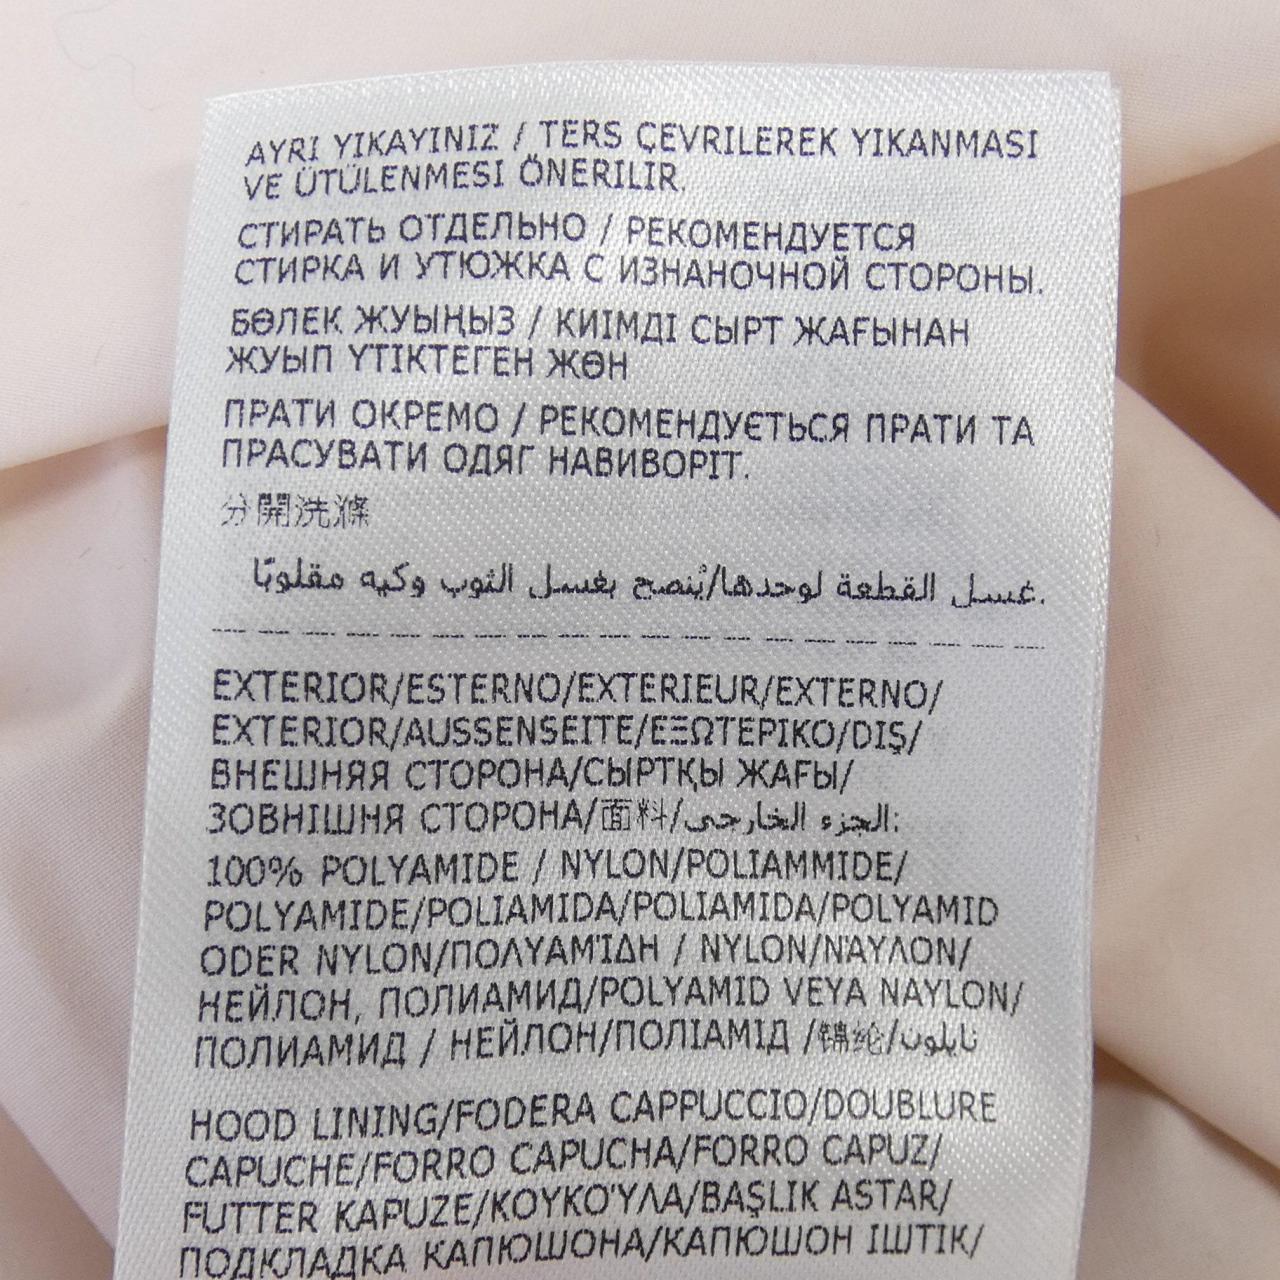 AYRI YIKAYINIZ / TERS ÇEVRILEREK YIKANMASI
VE ÜTÜLENMESI ÖNERILIR.
СТИРАТЬ ОТДЕЛЬНО / РЕКОМЕНДУЕТСЯ
СТИРКА И УТЮЖКА С ИЗНАНОЧНОЙ СТОРОНЫ.
БӨЛЕК ЖУЫҢЫЗ / КИІМДІ СЫРТ ЖАҒЫНАН
ЖУЫП ҮТІКТЕГЕН ЖӨН
ПРАТИ ОКРЕМО / РЕКОМЕНДУЄТЬСЯ ПРАТИ ТА
ПРАСУВАТИ ОДЯГ НАВИВОРІТ.
分開洗滌
غسل القطعة لوحدها/يُنصح بغسل الثوب وكيه مقلوبًا.
EXTERIOR/ESTERNO/EXTERIEUR/EXTERNO/
EXTERIOR/AUSSENSEITE/ΕΞΩΤΕΡΙΚΟ/DIŞ/
ВНЕШНЯЯ СТОРОНА/СЫРТҚЫ ЖАҒЫ/
ЗОВНІШНЯ СТОРОНА/面料/الجزء الخارجي:
100% POLYAMIDE / NYLON/POLIAMMIDE/
POLYAMIDE/POLIAMIDA/POLIAMIDA/POLYAMID
ODER NYLON/ΠΟΛΥΑΜΊΔΗ / NYLON/ΝΆΥΛΟΝ/
НЕЙЛОН, ПОЛИАМИД/POLYAMID VEYA NAYLON/
ПОЛИАМИД / НЕЙЛОН/ПОЛІАМІД /锦纶/نايلون
HOOD LINING/FODERA CAPPUCCIO/DOUBLURE
CAPUCHE/FORRO CAPUCHA/FORRO CAPUZ/
FUTTER KAPUZE/ΚΟΥΚΟΎΛΑ/BAŞLIK ASTAR/
ПОДКЛАДКА КАПЮШОНА/КАПЮШОН ІШТІК/